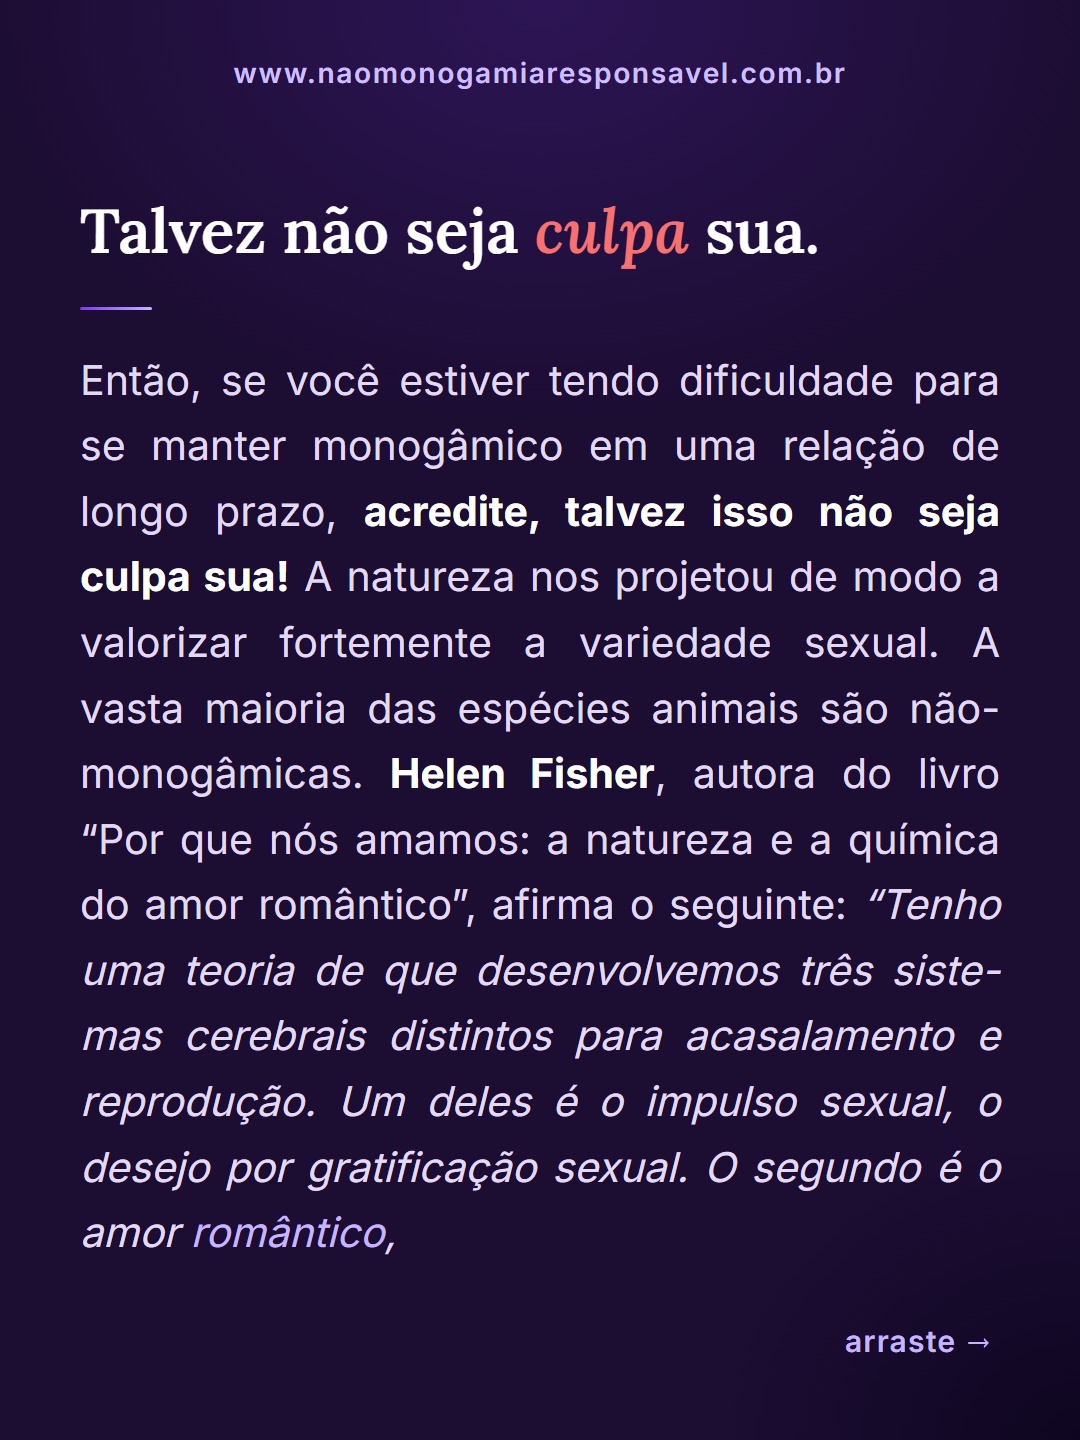 www.naomonogamiaresponsavel.com.br
Talvez não seja culpa sua.
Então, se você estiver tendo dificuldade para
se manter monogâmico em uma relação de
longo prazo, acredite, talvez isso não seja
culpa sua! A natureza nos projetou de modo a
valorizar fortemente a variedade sexual. A
vasta maioria das espécies animais são não-
monogâmicas. Helen Fisher, autora do livro
“Por que nós amamos: a natureza e a química
do amor romântico”, afirma o seguinte: “Tenho
uma teoria de que desenvolvemos três siste-
mas cerebrais distintos para acasalamento e
reprodução. Um deles é o impulso sexual, o
desejo por gratificação sexual. O segundo é o
amor romântico,
arraste →